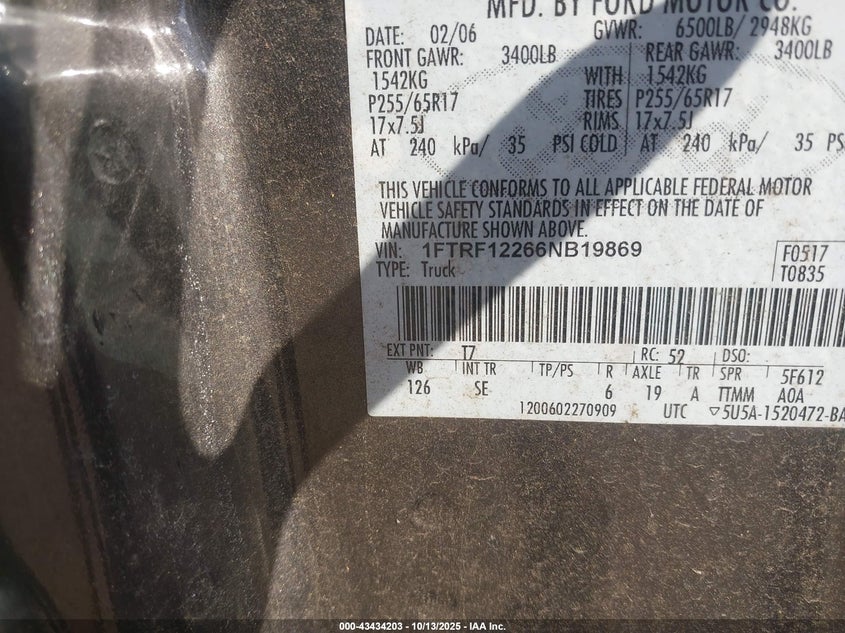 MFD. BY FORD MOTOR CO.
DATE: 02/06 GVWR: 6500LB/ 2948KG
FRONT GAWR: 3400LB REAR GAWR: 3400LB
1542KG WITH 1542KG
P255/65R17 TIRES P255/65R17
17x7.5J RIMS 17x7.5J
AT 240 kPa/ 35 PSI COLD AT 240 kPa/ 35 PS
THIS VEHICLE CONFORMS TO ALL APPLICABLE FEDERAL MOTOR
VEHICLE SAFETY STANDARDS IN EFFECT ON THE DATE OF
MANUFACTURE SHOWN ABOVE.
VIN: 1FTRF12266NB19869 F0517
TYPE: Truck T0835
EXT PNT: T7 RC: 52 DSO:
WB INT TR TP/PS R AXLE TR SPR 5F612
126 SE 6 19 A TTMM A0A
1200602270909 UTC ▽5U5A-1520472-BA
000-43434203 | 10/13/2025 - IAA Inc.